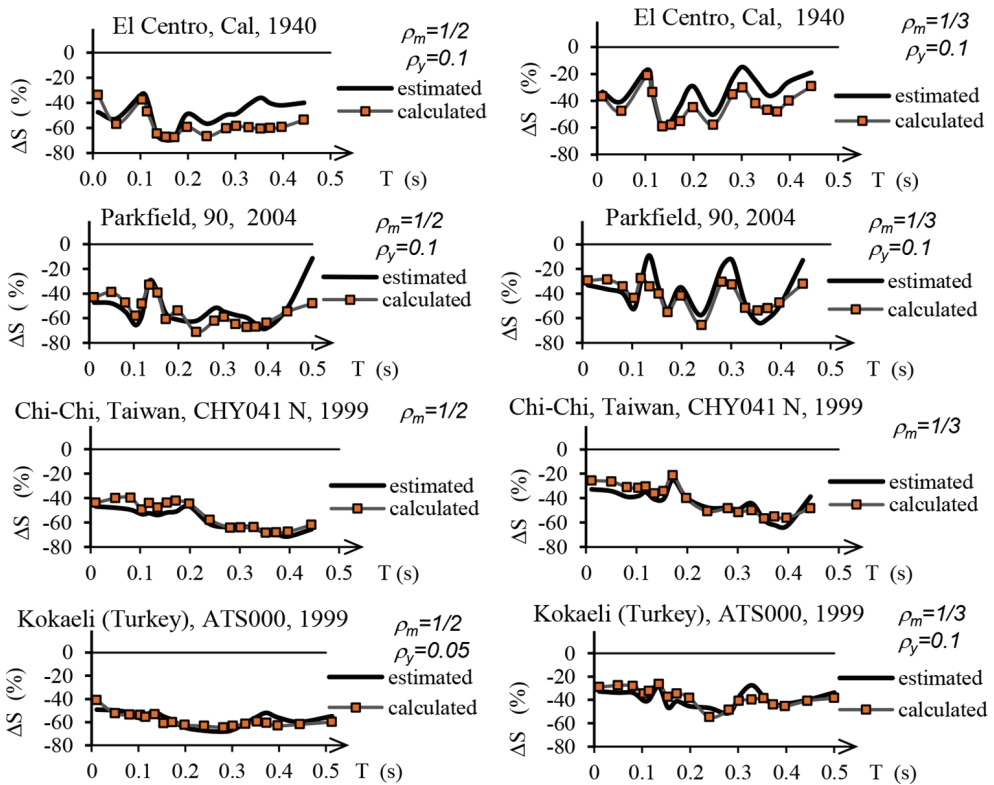 El Centro, Cal, 1940
ρm=1/2
ρy=0.1
estimated
calculated
ΔS (%)
0
-20
-40
-60
-80
0.0 0.1 0.2 0.3 0.4 0.5
T (s)
El Centro, Cal, 1940
ρm=1/3
ρy=0.1
estimated
calculated
ΔS (%)
0
-20
-40
-60
-80
0 0.1 0.2 0.3 0.4 0.5
T (s)
Parkfield, 90, 2004
ρm=1/2
ρy=0.1
estimated
calculated
ΔS (%)
0
-20
-40
-60
-80
0 0.1 0.2 0.3 0.4 0.5
T (s)
Parkfield, 90, 2004
ρm=1/3
ρy=0.1
estimated
calculated
ΔS (%)
0
-20
-40
-60
-80
0 0.1 0.2 0.3 0.4 0.5
T (s)
Chi-Chi, Taiwan, CHY041 N, 1999
ρm=1/2
estimated
calculated
ΔS (%)
0
-20
-40
-60
-80
0 0.1 0.2 0.3 0.4 0.5
T (s)
Chi-Chi, Taiwan, CHY041 N, 1999
ρm=1/3
estimated
calculated
ΔS (%)
0
-20
-40
-60
-80
0 0.1 0.2 0.3 0.4 0.5
T (s)
Kokaeli (Turkey), ATS000, 1999
ρm=1/2
ρy=0.05
estimated
calculated
ΔS (%)
0
-20
-40
-60
-80
0 0.1 0.2 0.3 0.4 0.5
T (s)
Kokaeli (Turkey), ATS000, 1999
ρm=1/3
ρy=0.1
estimated
calculated
ΔS (%)
0
-20
-40
-60
-80
0 0.1 0.2 0.3 0.4 0.5
T (s)